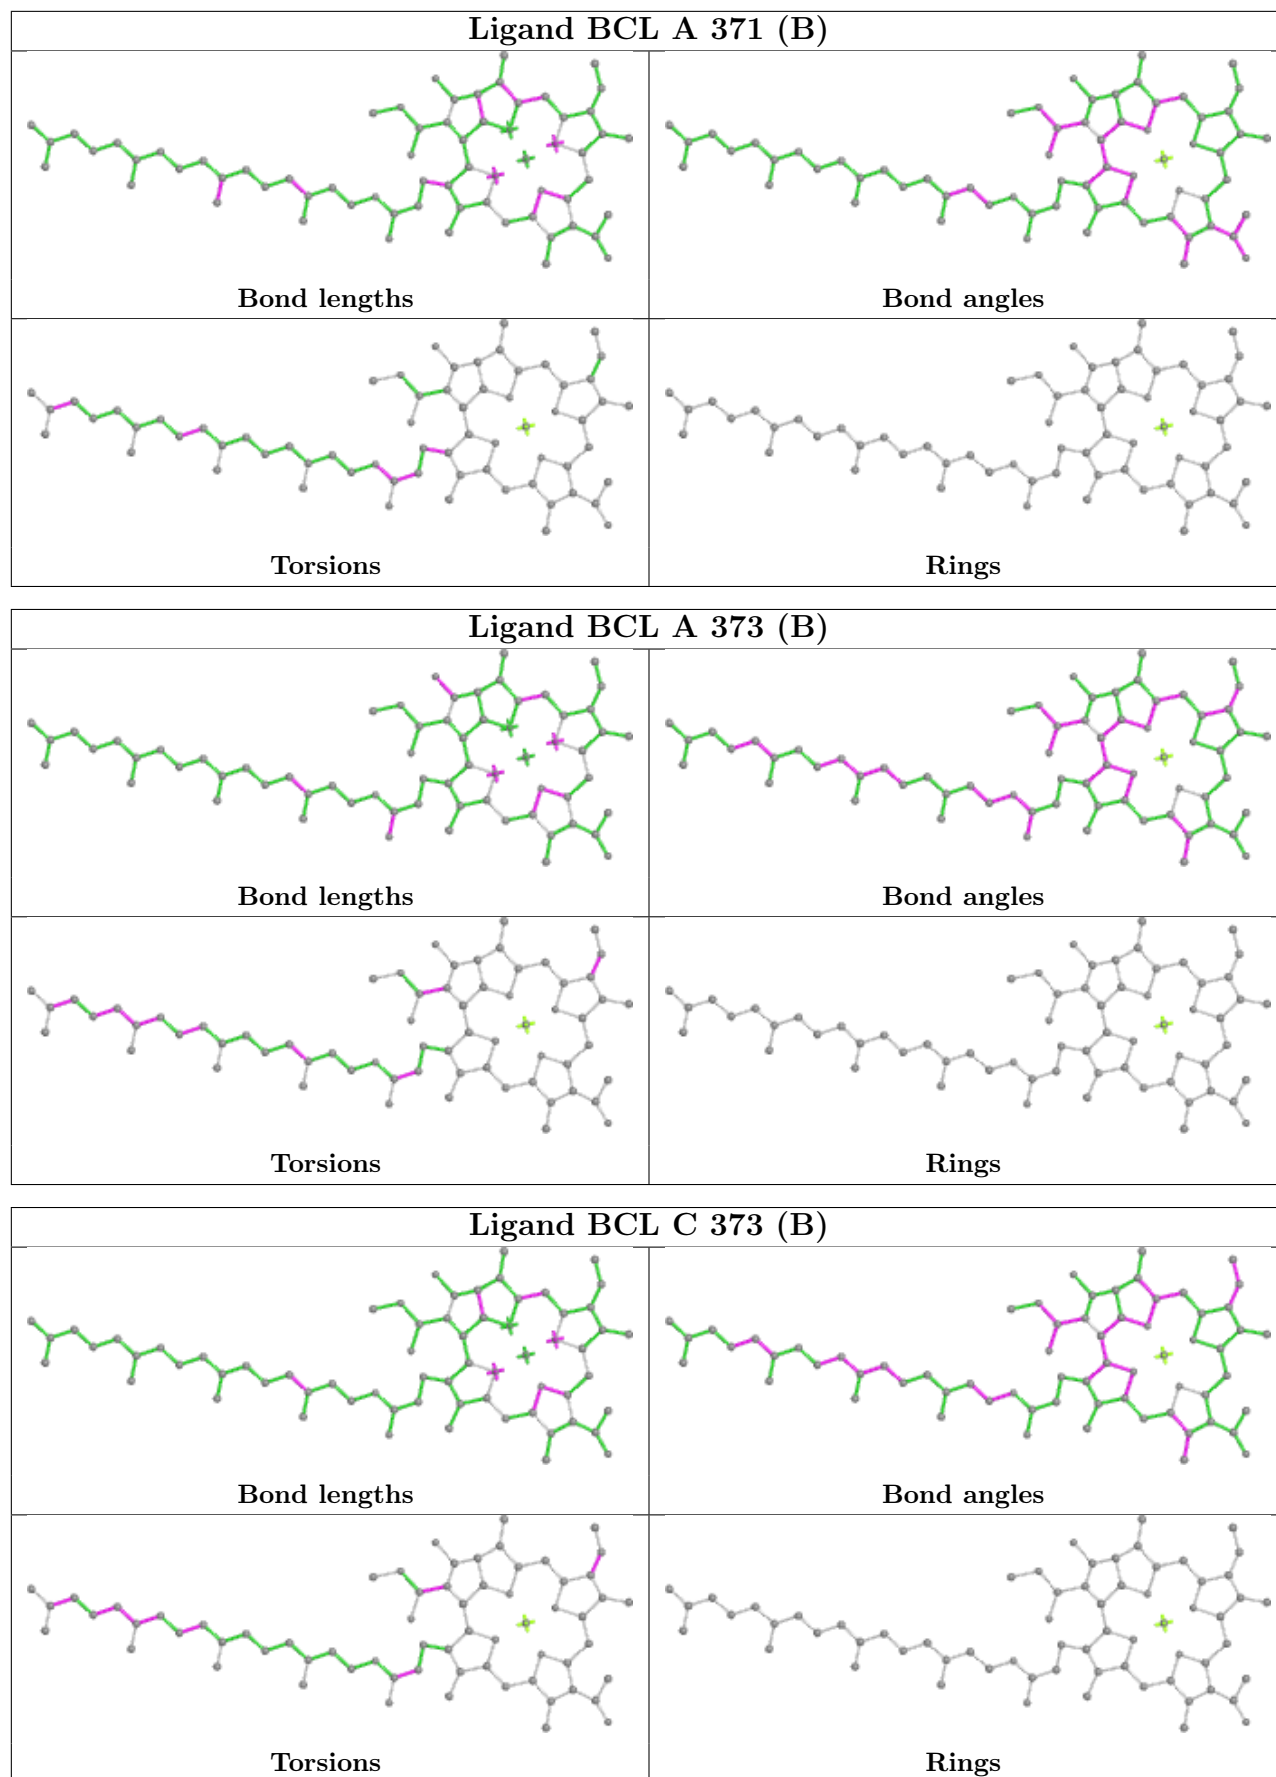 Ligand BCL A 371 (B)
Bond lengths
Bond angles
Torsions
Rings
Ligand BCL A 373 (B)
Bond lengths
Bond angles
Torsions
Rings
Ligand BCL C 373 (B)
Bond lengths
Bond angles
Torsions
Rings